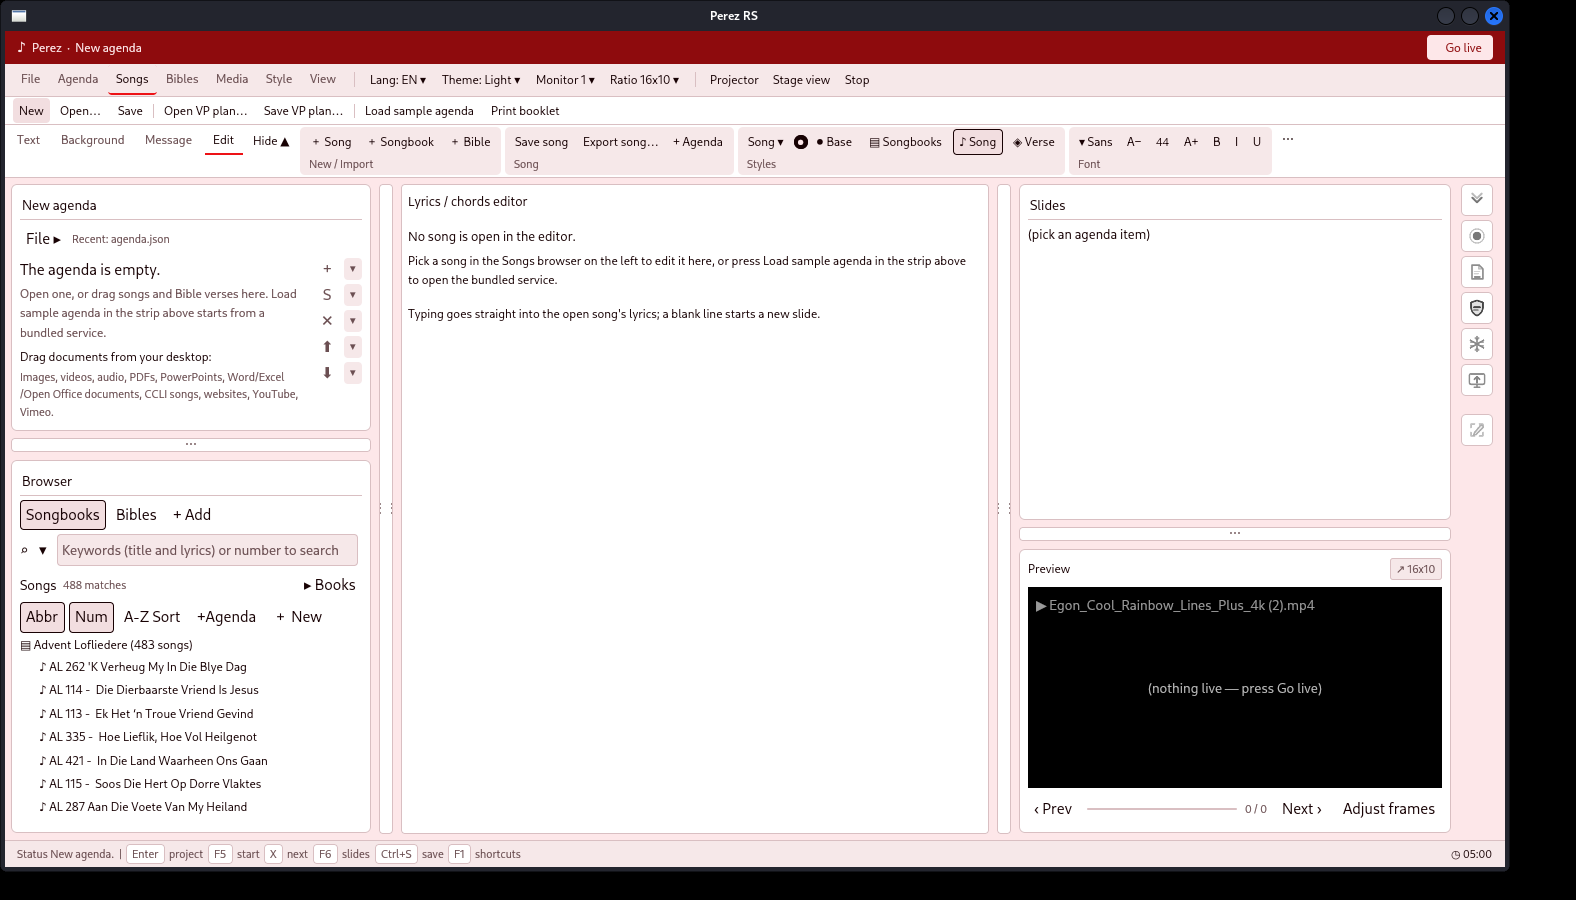 Perez RS
♪ Perez · New agenda
Go live
File Agenda Songs Bibles Media Style View Lang: EN ▾ Theme: Light ▾ Monitor 1 ▾ Ratio 16x10 ▾ Projector Stage view Stop
New Open... Save Open VP plan... Save VP plan... Load sample agenda Print booklet
Text Background Message Edit Hide ▲ + Song + Songbook + Bible Save song Export song... + Agenda Song ▾ ● Base ▤ Songbooks ♪ Song ◈ Verse ▾ Sans A− 44 A+ B I U ...
New / Import Song Styles Font
New agenda
File ▸ Recent: agenda.json
The agenda is empty.
Open one, or drag songs and Bible verses here. Load
sample agenda in the strip above starts from a
bundled service.
Drag documents from your desktop:
Images, videos, audio, PDFs, PowerPoints, Word/Excel
/Open Office documents, CCLI songs, websites, YouTube,
Vimeo.
+ ▾
S ▾
✕ ▾
⬆ ▾
⬇ ▾
Browser
Songbooks Bibles + Add
Keywords (title and lyrics) or number to search
Songs 488 matches ▸ Books
Abbr Num A-Z Sort +Agenda + New
▤ Advent Lofliedere (483 songs)
♪ AL 262 'K Verheug My In Die Blye Dag
♪ AL 114 - Die Dierbaarste Vriend Is Jesus
♪ AL 113 - Ek Het ‘n Troue Vriend Gevind
♪ AL 335 - Hoe Lieflik, Hoe Vol Heilgenot
♪ AL 421 - In Die Land Waarheen Ons Gaan
♪ AL 115 - Soos Die Hert Op Dorre Vlaktes
♪ AL 287 Aan Die Voete Van My Heiland
Lyrics / chords editor
No song is open in the editor.
Pick a song in the Songs browser on the left to edit it here, or press Load sample agenda in the strip above
to open the bundled service.
Typing goes straight into the open song's lyrics; a blank line starts a new slide.
Slides
(pick an agenda item)
Preview ↗ 16x10
▶ Egon_Cool_Rainbow_Lines_Plus_4k (2).mp4
(nothing live — press Go live)
‹ Prev 0 / 0 Next › Adjust frames
Status New agenda. | Enter project F5 start X next F6 slides Ctrl+S save F1 shortcuts
◷ 05:00